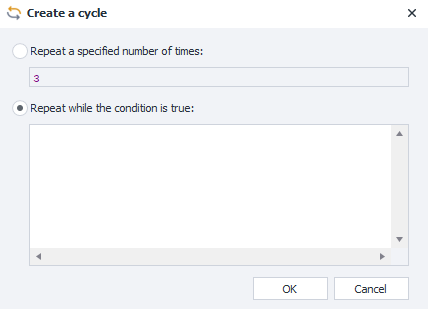 Create a cycle
Repeat a specified number of times:
3
Repeat while the condition is true:
OK
Cancel